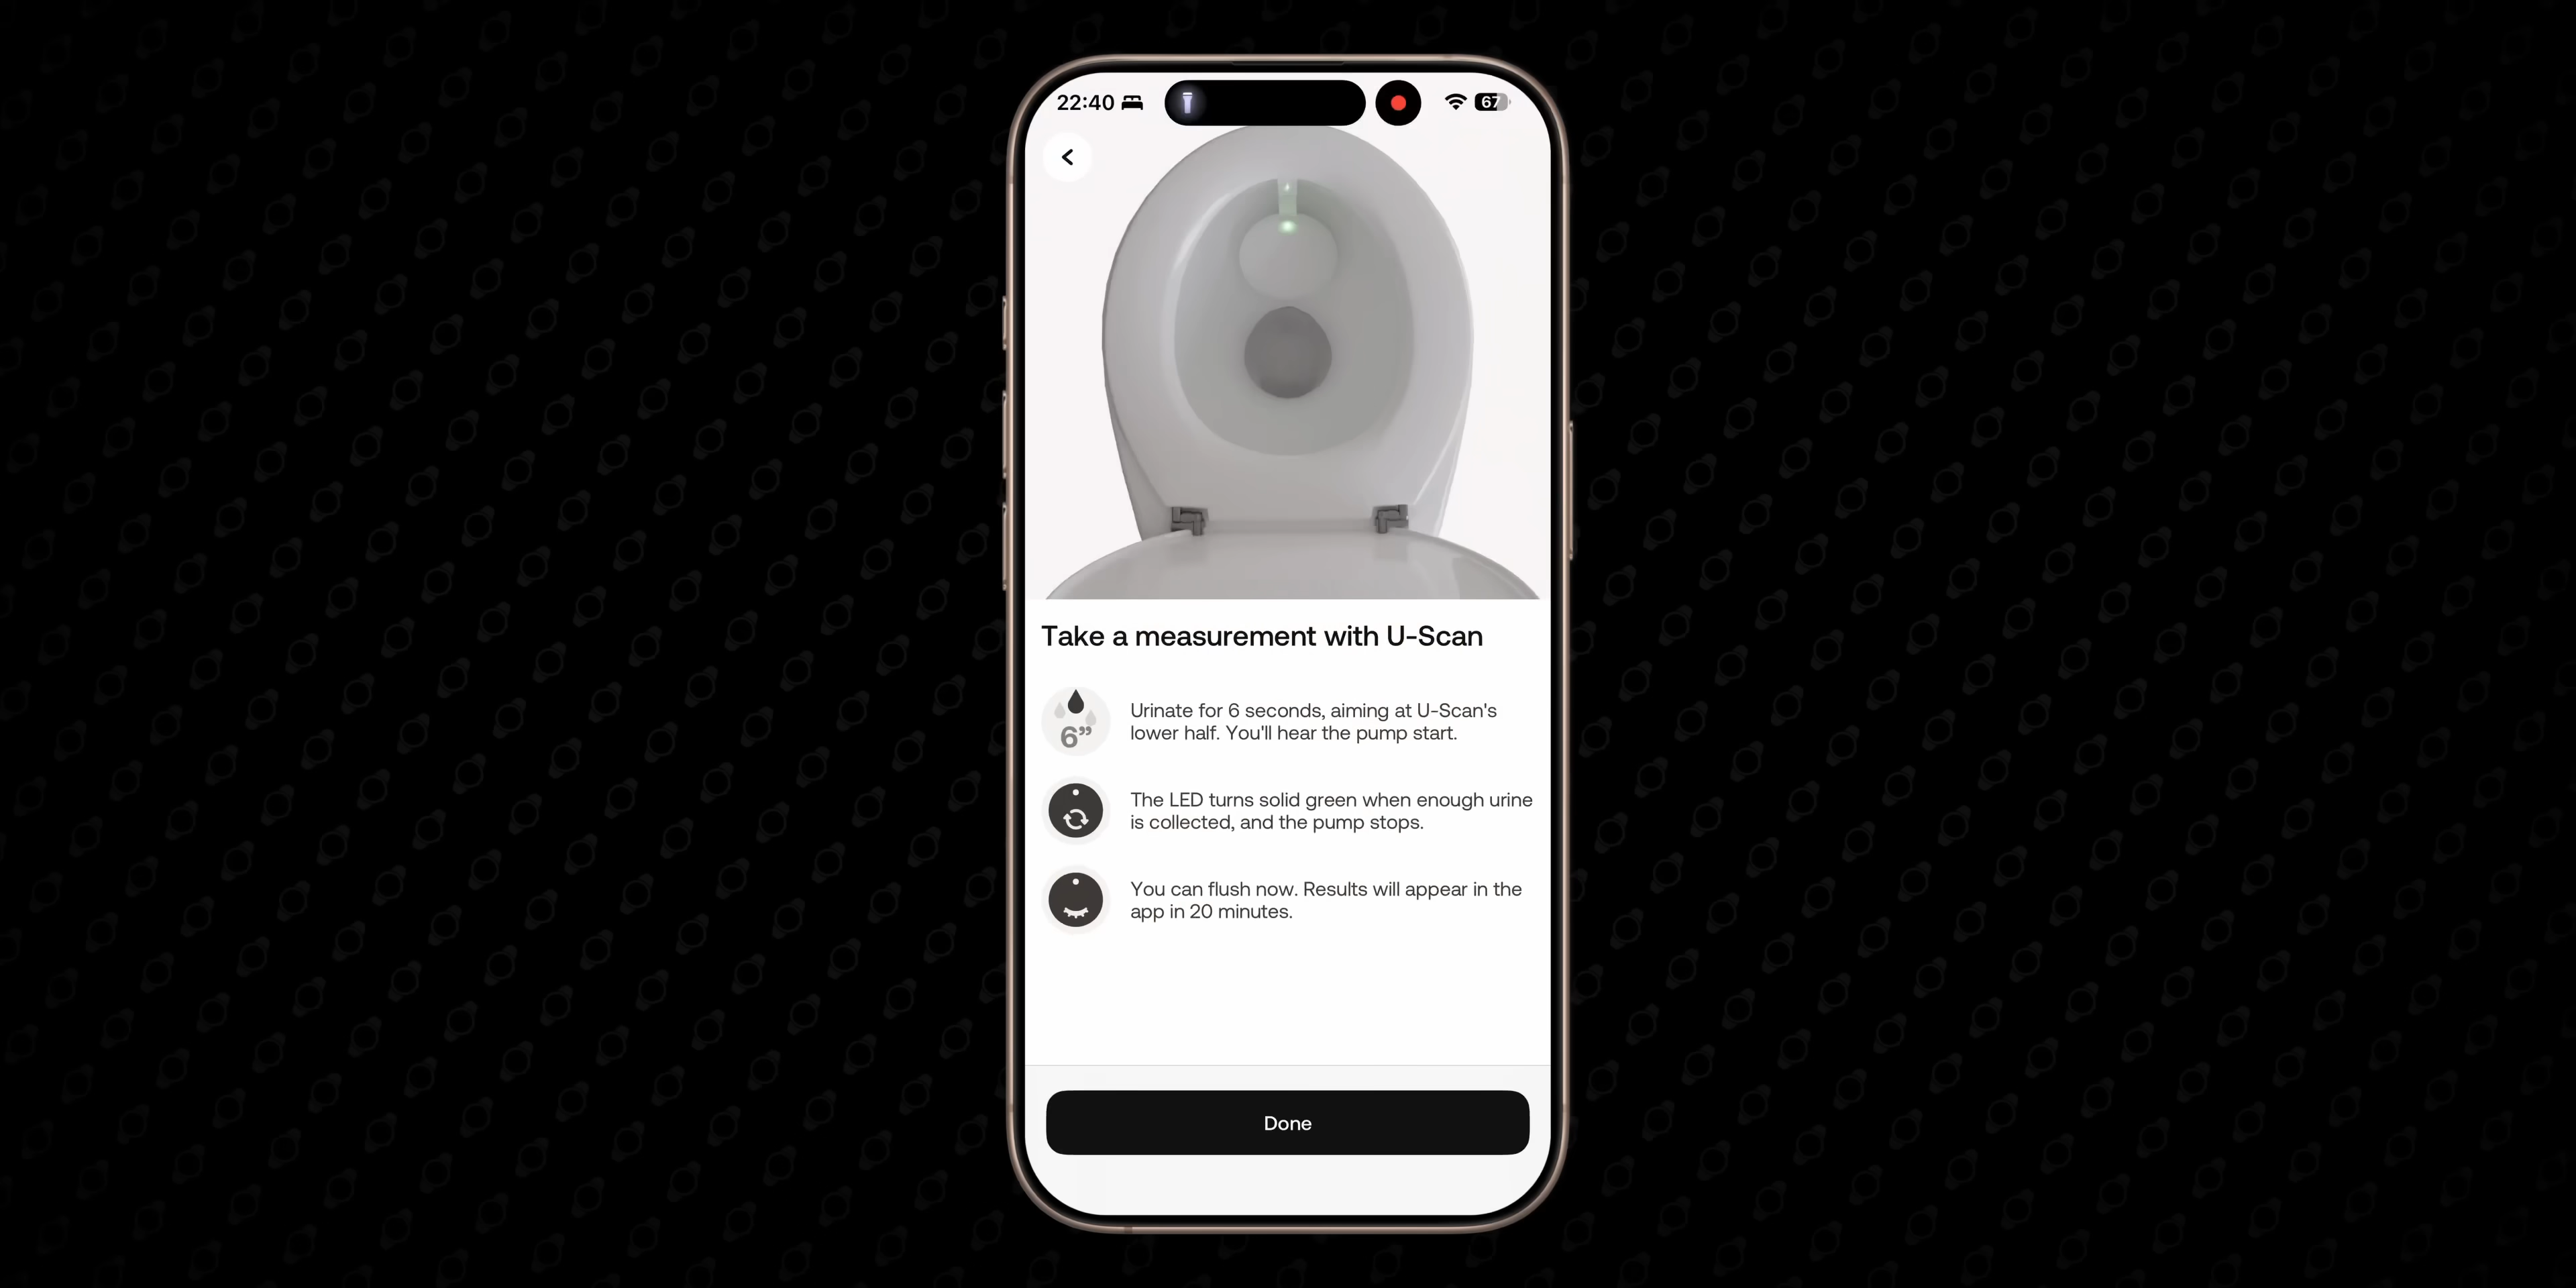 22:40
67
Take a measurement with U-Scan
6”
Urinate for 6 seconds, aiming at U-Scan's
lower half. You'll hear the pump start.
The LED turns solid green when enough urine
is collected, and the pump stops.
You can flush now. Results will appear in the
app in 20 minutes.
Done